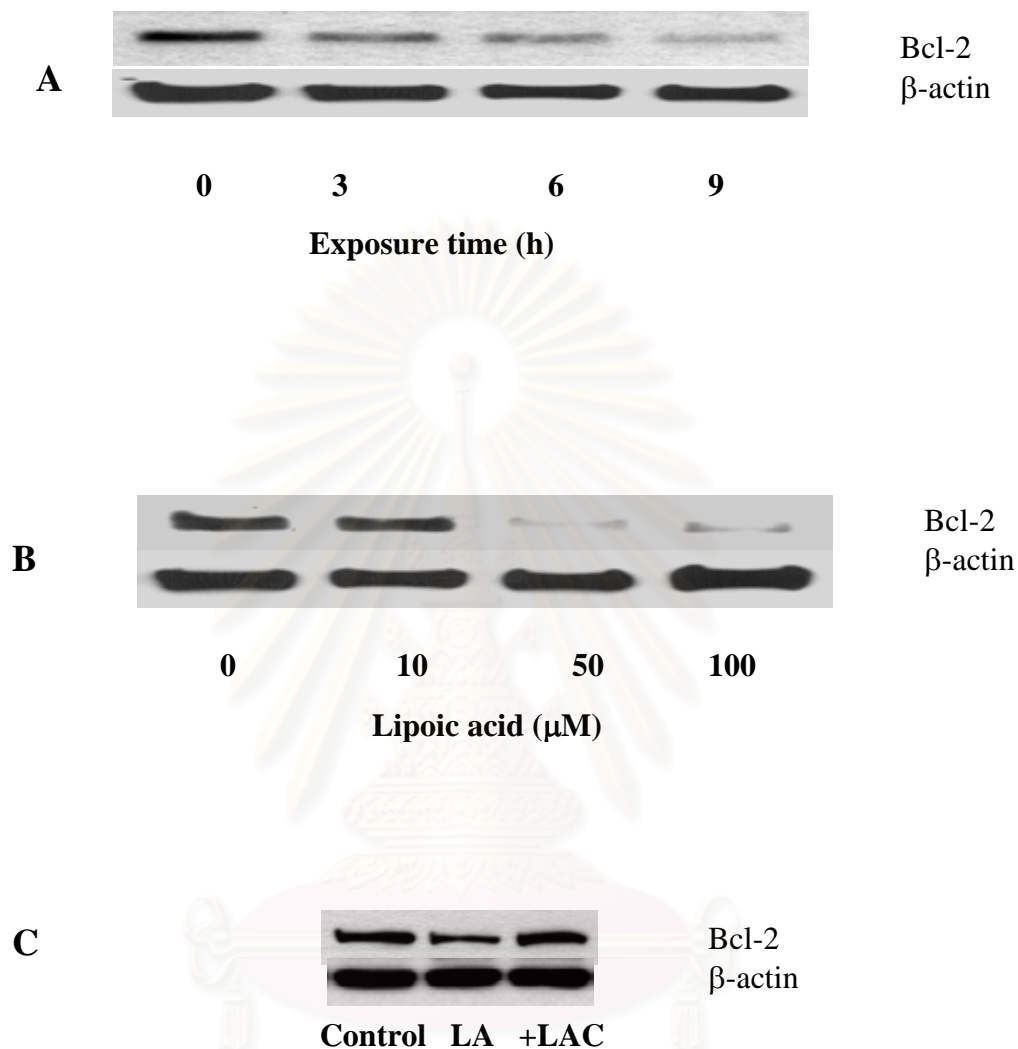 A
Bcl-2
β-actin
0 3 6 9
Exposure time (h)
B
Bcl-2
β-actin
0 10 50 100
Lipoic acid (μM)
C
Bcl-2
β-actin
Control LA +LAC